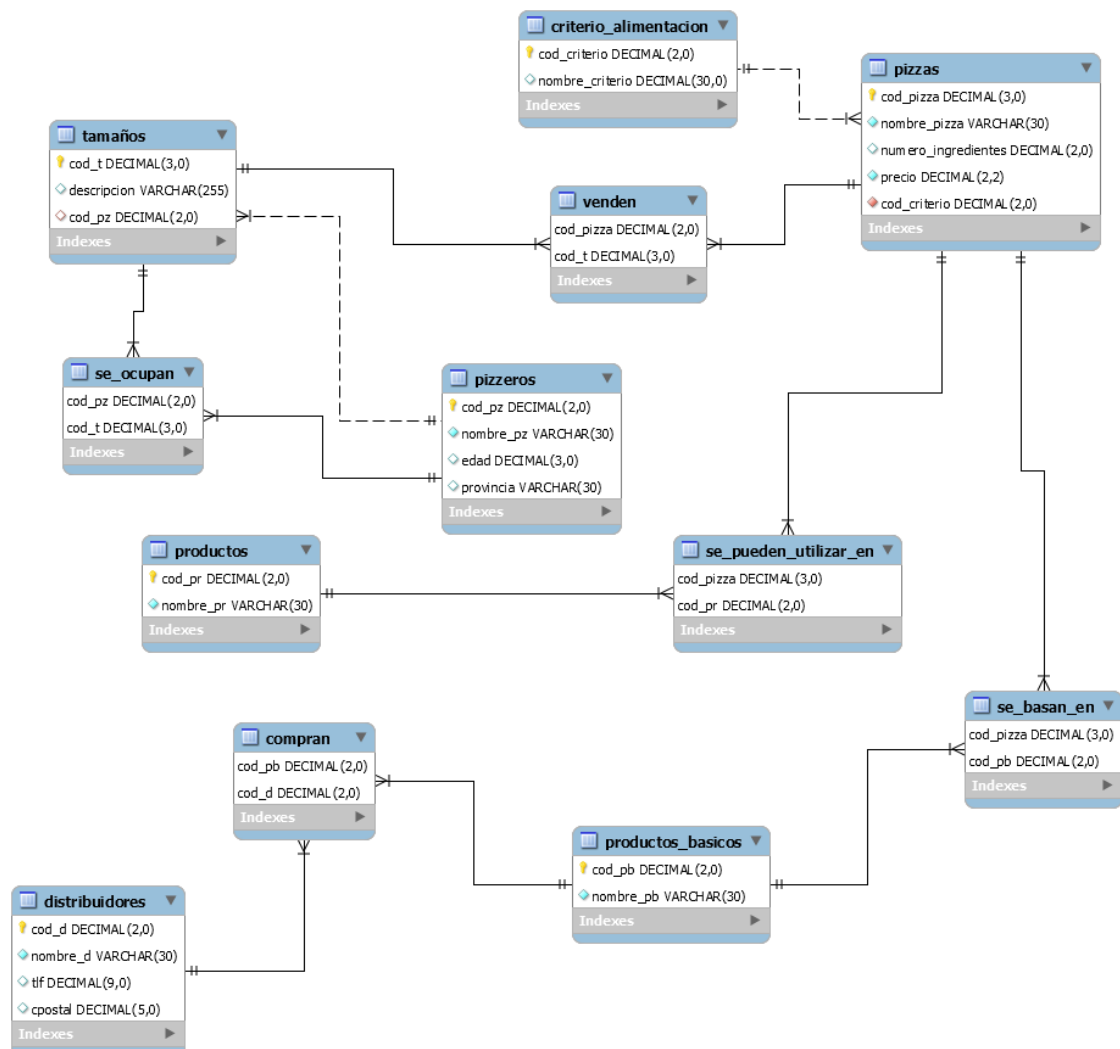 criterio_alimentacion
cod_criterio DECIMAL(2,0)
nombre_criterio DECIMAL(30,0)
Indexes
pizzas
cod_pizza DECIMAL(3,0)
nombre_pizza VARCHAR(30)
numero_ingredientes DECIMAL(2,0)
precio DECIMAL(2,2)
cod_criterio DECIMAL(2,0)
Indexes
tamaños
cod_t DECIMAL(3,0)
descripcion VARCHAR(255)
cod_pz DECIMAL(2,0)
Indexes
venden
cod_pizza DECIMAL(2,0)
cod_t DECIMAL(3,0)
Indexes
se_ocupan
cod_pz DECIMAL(2,0)
cod_t DECIMAL(3,0)
Indexes
pizzeros
cod_pz DECIMAL(2,0)
nombre_pz VARCHAR(30)
edad DECIMAL(3,0)
provincia VARCHAR(30)
Indexes
productos
cod_pr DECIMAL(2,0)
nombre_pr VARCHAR(30)
Indexes
se_pueden_utilizar_en
cod_pizza DECIMAL(3,0)
cod_pr DECIMAL(2,0)
Indexes
se_basan_en
cod_pizza DECIMAL(3,0)
cod_pb DECIMAL(2,0)
Indexes
compran
cod_pb DECIMAL(2,0)
cod_d DECIMAL(2,0)
Indexes
productos_basicos
cod_pb DECIMAL(2,0)
nombre_pb VARCHAR(30)
Indexes
distribuidores
cod_d DECIMAL(2,0)
nombre_d VARCHAR(30)
tlf DECIMAL(9,0)
cpostal DECIMAL(5,0)
Indexes